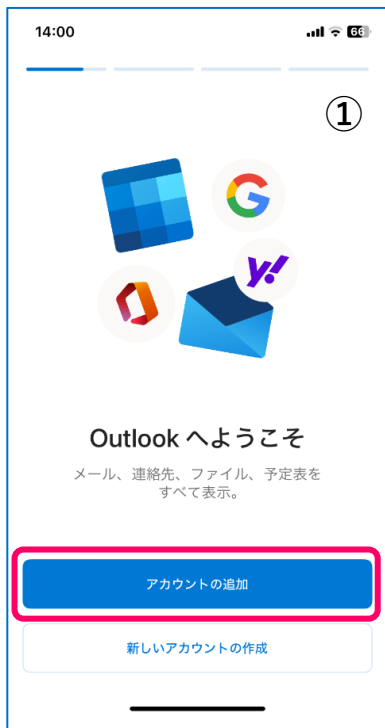 14:00 66
①
G
y!
Outlook へようこそ
メール、連絡先、ファイル、予定表を
すべて表示。
アカウントの追加
新しいアカウントの作成